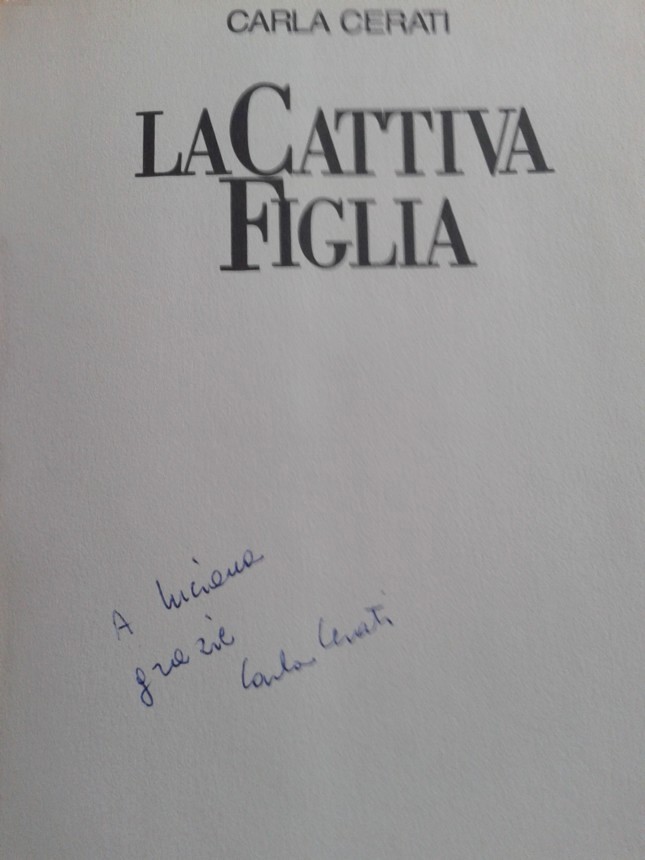 CARLA CERATI
LA CATTIVA
FIGLIA
A Luciana
grazie
Carla Cerati